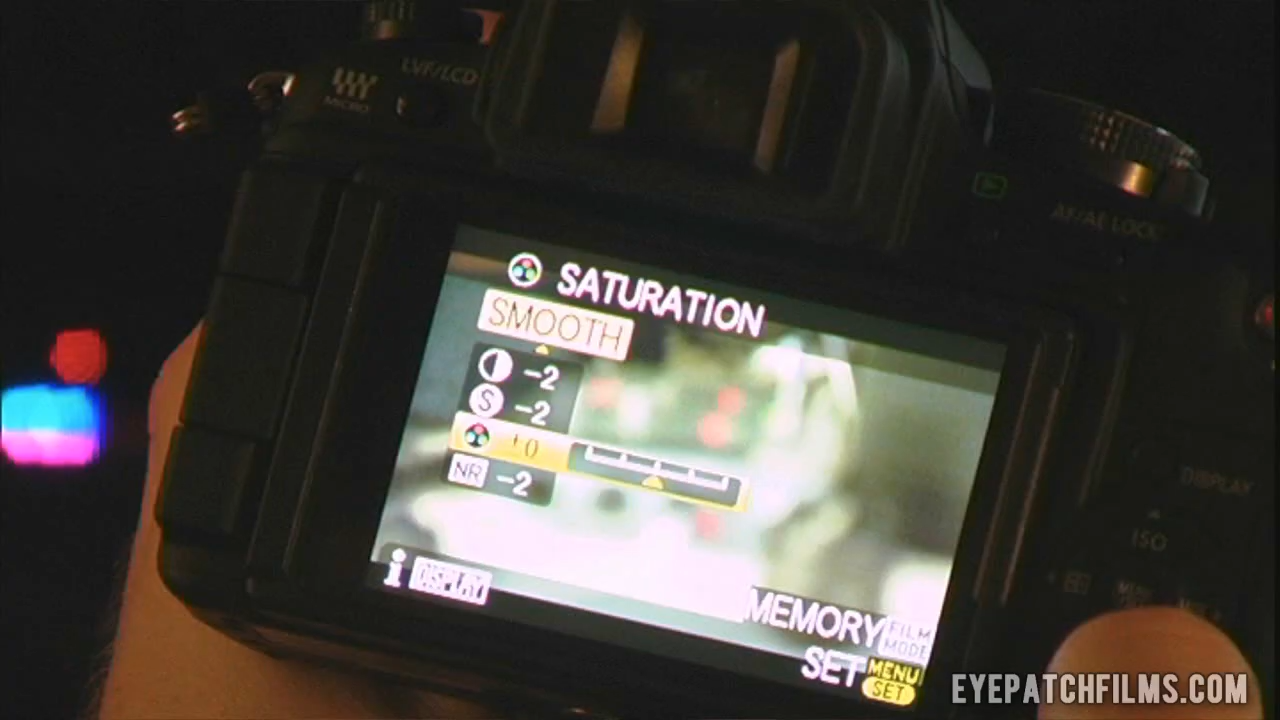 LVF/LCD
MICRO
AF/AE LOCK
SATURATION
SMOOTH
-2
S -2
±0
NR -2
i DISPLAY
MEMORY FILM MODE
SET MENU SET
DISPLAY
ISO
EYEPATCHFILMS.COM